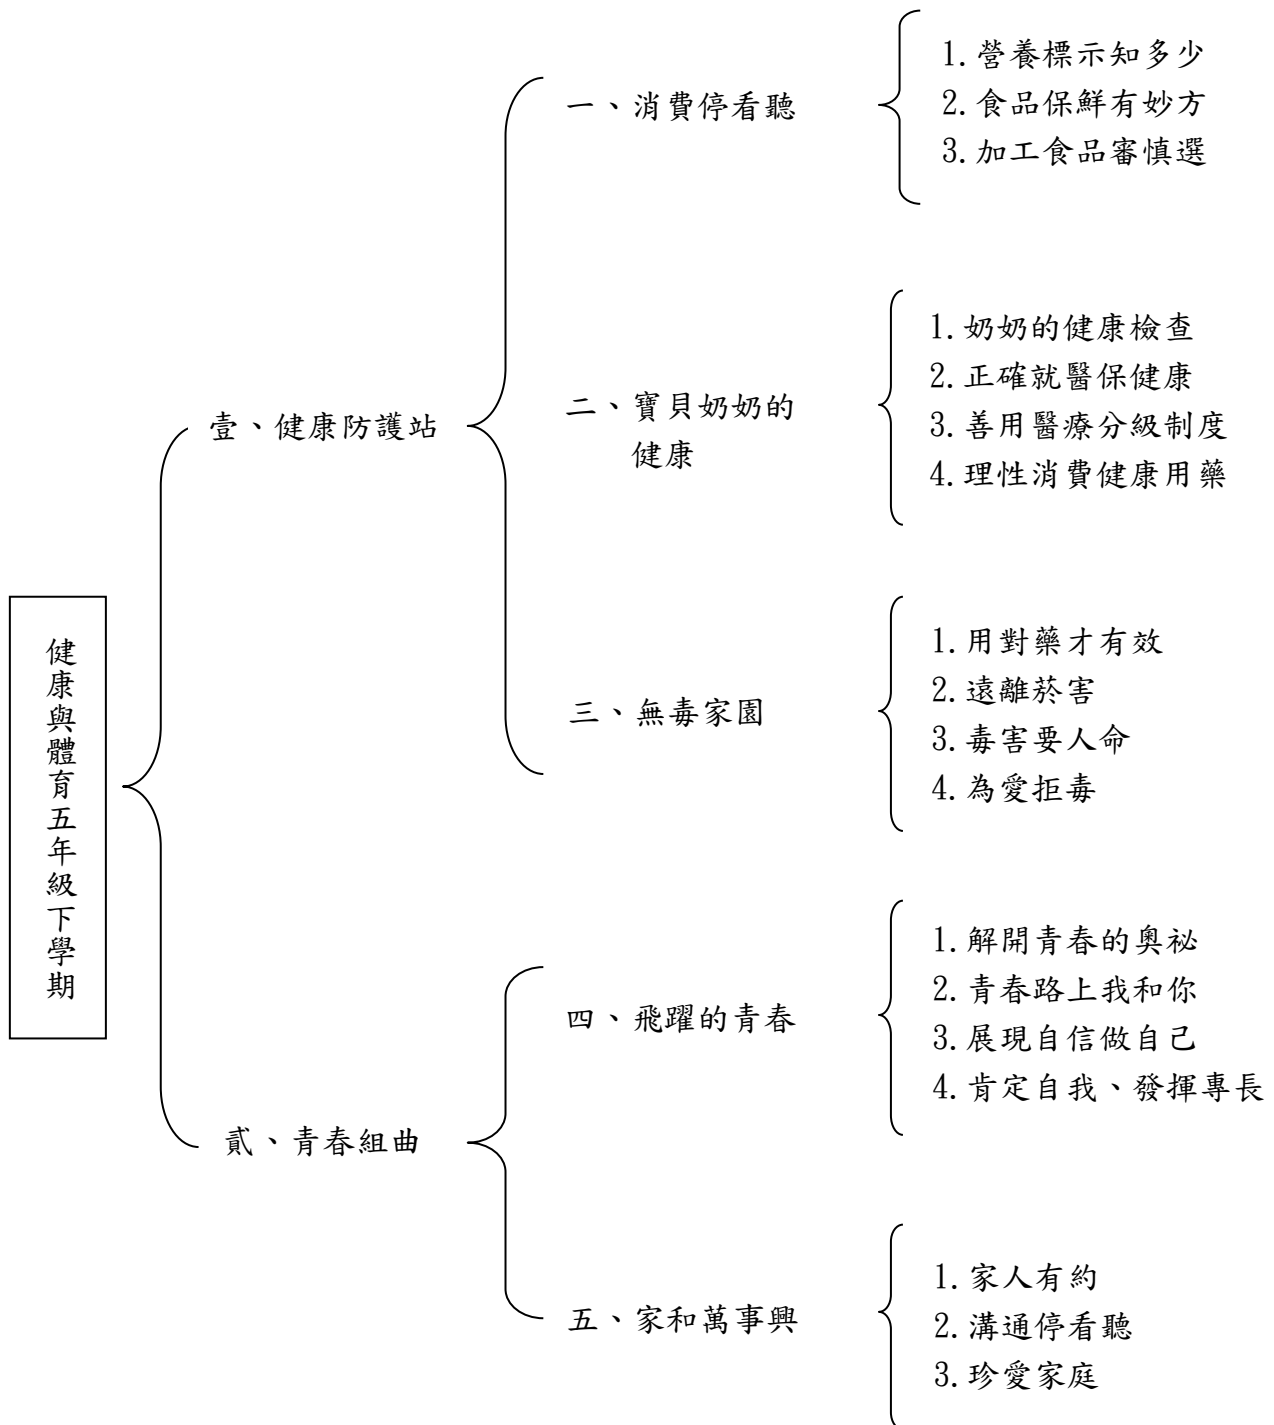 健康與體育五年級下學期
壹、健康防護站
一、消費停看聽
1.營養標示知多少
2.食品保鮮有妙方
3.加工食品審慎選
二、寶貝奶奶的
健康
1.奶奶的健康檢查
2.正確就醫保健康
3.善用醫療分級制度
4.理性消費健康用藥
三、無毒家園
1.用對藥才有效
2.遠離菸害
3.毒害要人命
4.為愛拒毒
貳、青春組曲
四、飛躍的青春
1.解開青春的奧祕
2.青春路上我和你
3.展現自信做自己
4.肯定自我、發揮專長
五、家和萬事興
1.家人有約
2.溝通停看聽
3.珍愛家庭